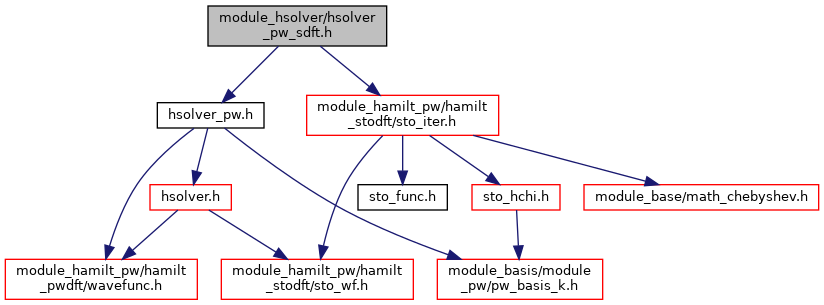 module_hsolver/hsolver
_pw_sdft.h
hsolver_pw.h
module_hamilt_pw/hamilt
_stodft/sto_iter.h
hsolver.h
sto_func.h
sto_hchi.h
module_base/math_chebyshev.h
module_hamilt_pw/hamilt
_pwdft/wavefunc.h
module_hamilt_pw/hamilt
_stodft/sto_wf.h
module_basis/module
_pw/pw_basis_k.h